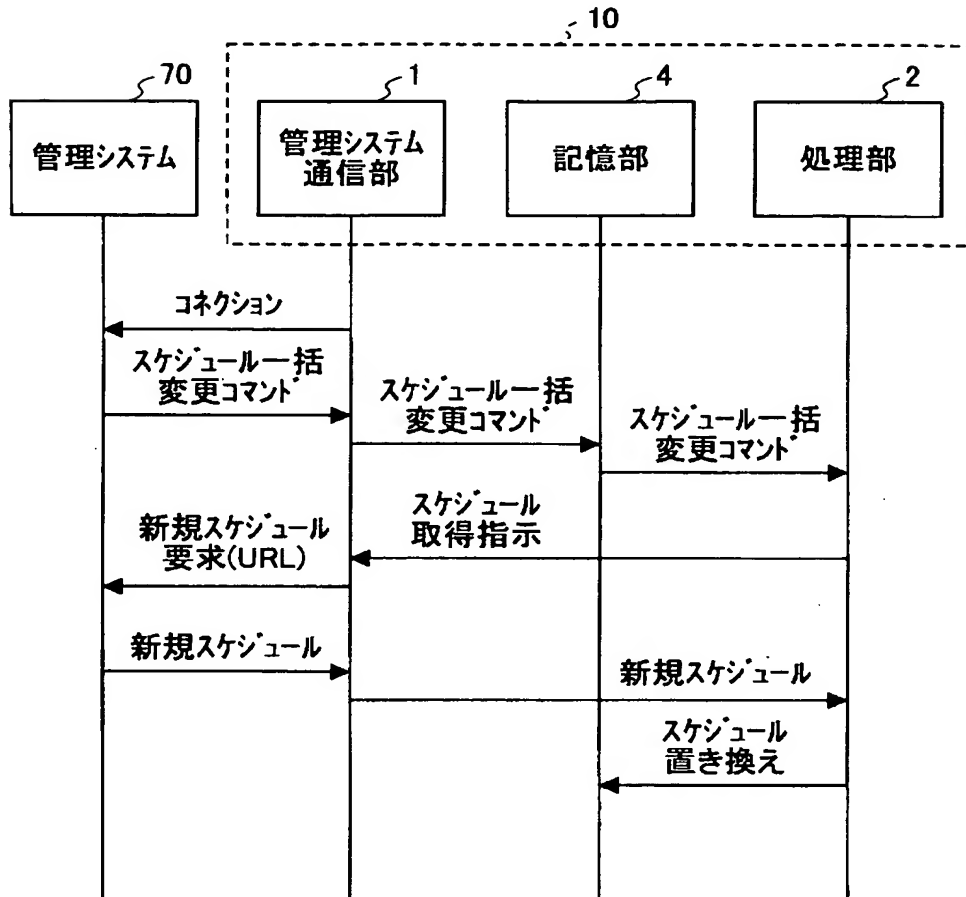 10
70
1
4
2
管理システム
管理システム
通信部
記憶部
処理部
コネクション
スケジュール一括
変更コマンド
スケジュール一括
変更コマンド
スケジュール一括
変更コマンド
スケジュール
取得指示
新規スケジュール
要求(URL)
新規スケジュール
新規スケジュール
スケジュール
置き換え